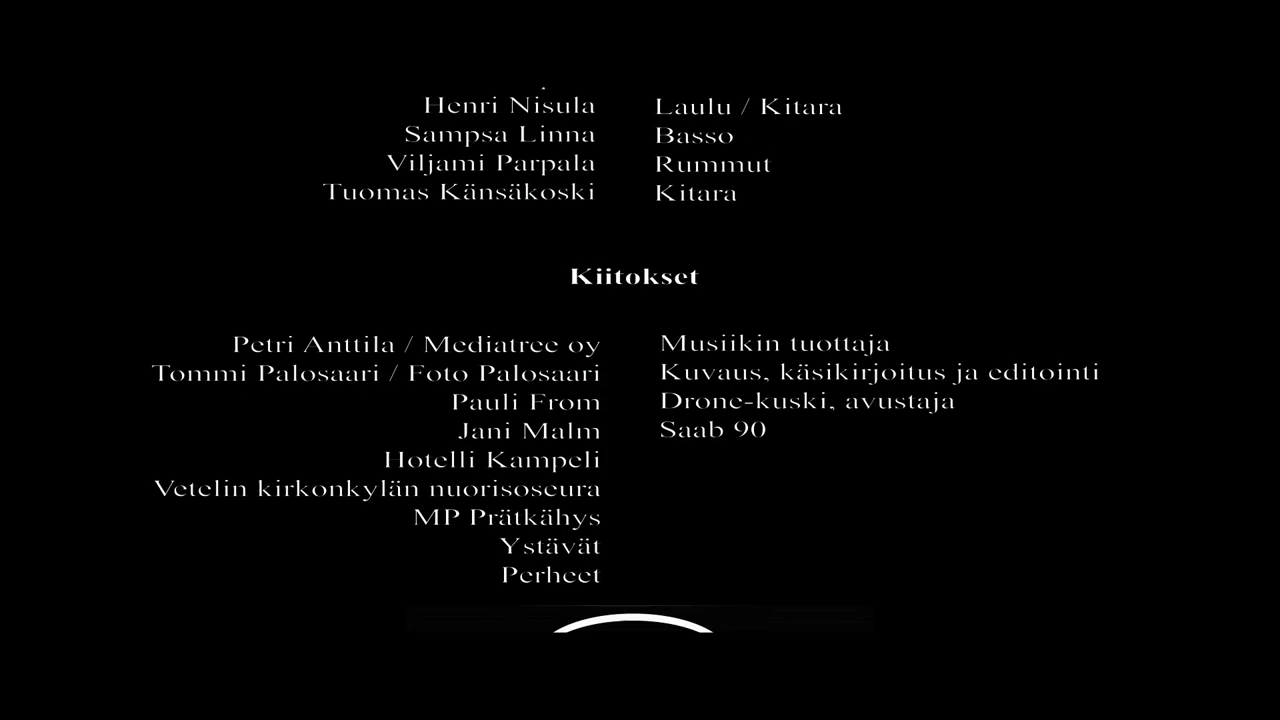 Henri Nisula Laulu / Kitara
Sampsa Linna Basso
Viljami Parpala Rummut
Tuomas Känsäkoski Kitara
Kiitokset
Petri Anttila / Mediatree oy Musiikin tuottaja
Tommi Palosaari / Foto Palosaari Kuvaus, käsikirjoitus ja editointi
Pauli From Drone-kuski, avustaja
Jani Malm Saab 90
Hotelli Kampeli
Vetelin kirkonkylän nuorisoseura
MP Prätkähys
Ystävät
Perheet